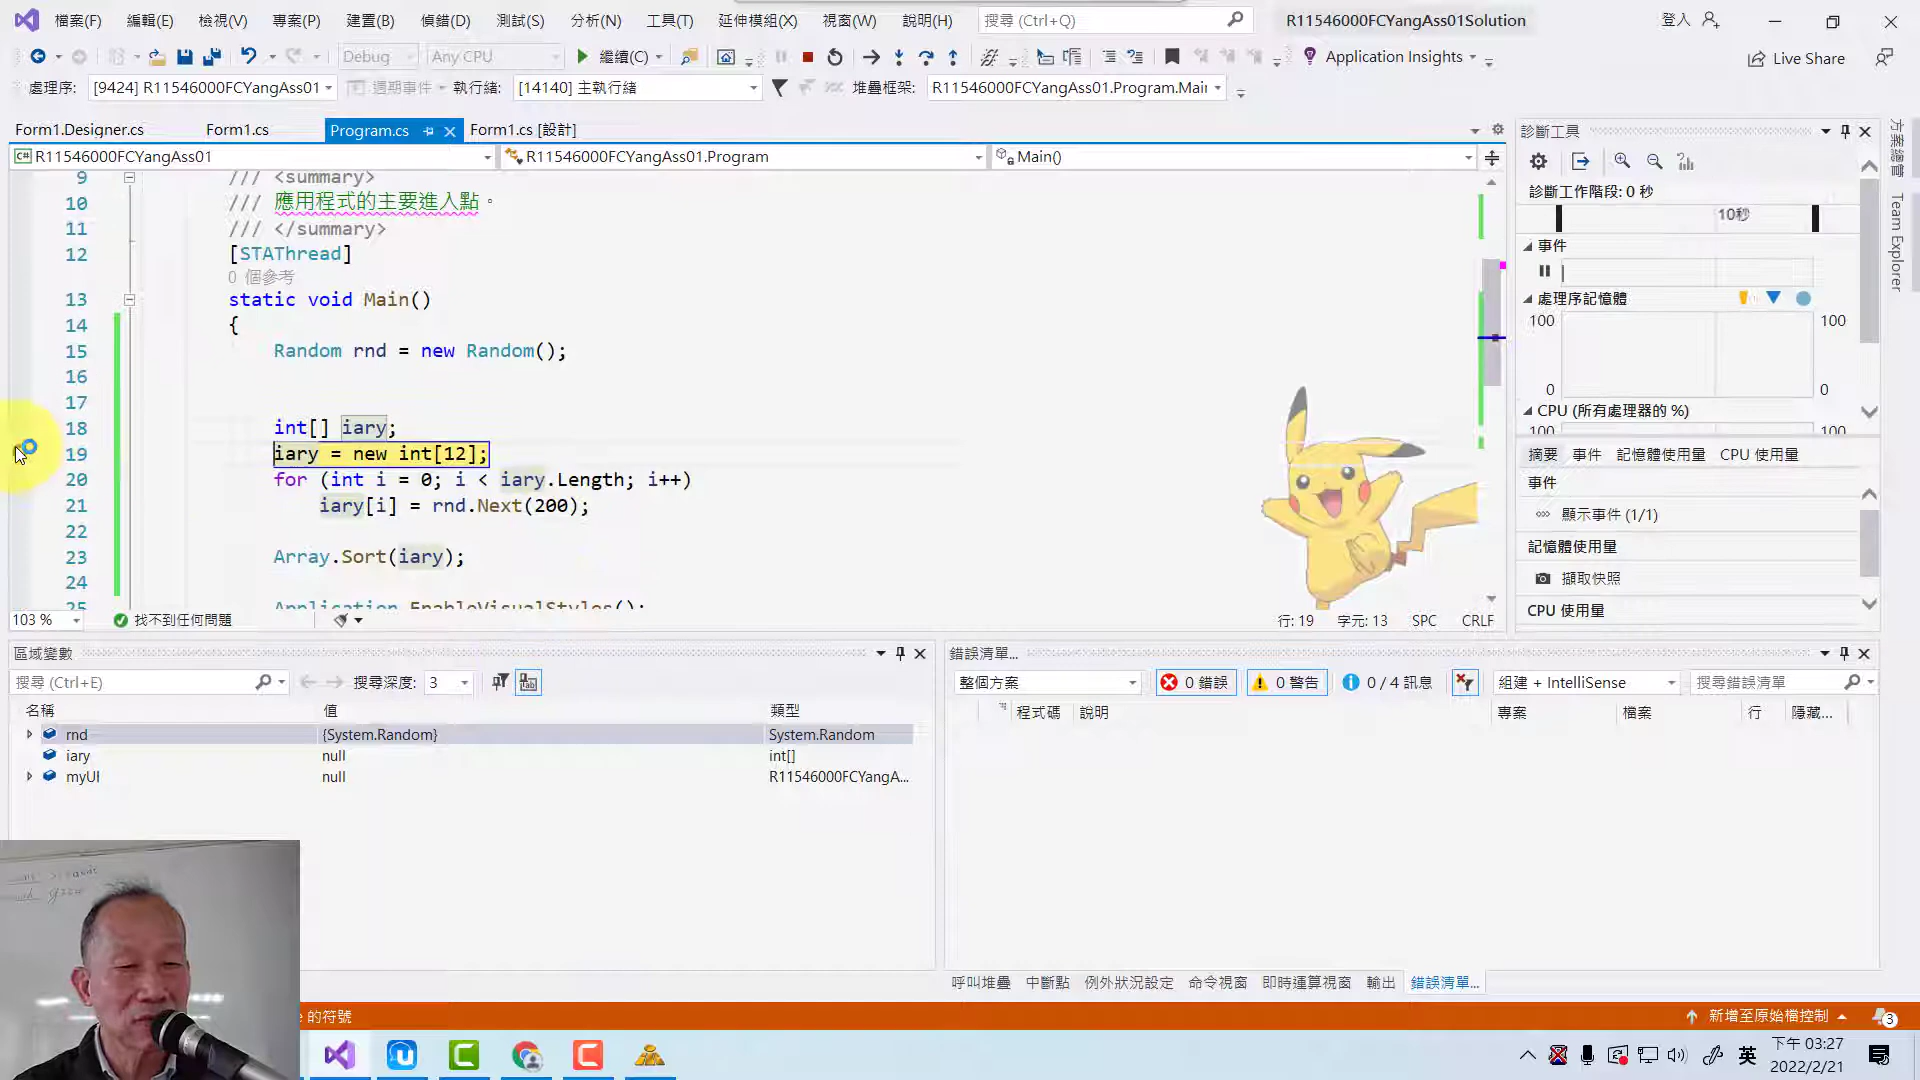 檔案(F) 編輯(E) 檢視(V) 專案(P) 建置(B) 偵錯(D) 測試(S) 分析(N) 工具(T) 延伸模組(X) 視窗(W) 說明(H) 搜尋 (Ctrl+Q) R11546000FCYangAss01Solution 登入
Debug Any CPU 繼續(C) Application Insights Live Share
處理序: [9424] R11546000FCYangAss01 週期事件 執行緒: [14140] 主執行緒 堆疊框架: R11546000FCYangAss01.Program.Main
Form1.Designer.cs Form1.cs Program.cs Form1.cs [設計]
C# R11546000FCYangAss01 R11546000FCYangAss01.Program Main()
9 /// <summary>
10 /// 應用程式的主要進入點。
11 /// </summary>
12 [STAThread]
0 個參考
13 static void Main()
14 {
15 Random rnd = new Random();
16
17
18 int[] iary;
19 iary = new int[12];
20 for (int i = 0; i < iary.Length; i++)
21 iary[i] = rnd.Next(200);
22
23 Array.Sort(iary);
24
25 Application.EnableVisualStyles();
103 % 找不到任何問題 行: 19 字元: 13 SPC CRLF
診斷工具
診斷工作階段: 0 秒
10秒
事件
處理序記憶體
100 100
0 0
CPU (所有處理器的 %)
100 100
摘要 事件 記憶體使用量 CPU 使用量
事件
顯示事件 (1/1)
記憶體使用量
擷取快照
CPU 使用量
方案總管
Team Explorer
區域變數
搜尋 (Ctrl+E) 搜尋深度: 3
名稱 值 類型
rnd {System.Random} System.Random
iary null int[]
myUI null R11546000FCYangA...
錯誤清單...
整個方案 0 錯誤 0 警告 0 / 4 訊息 組建 + IntelliSense 搜尋錯誤清單
程式碼 說明 專案 檔案 行 隱藏...
呼叫堆疊 中斷點 例外狀況設定 命令視窗 即時運算視窗 輸出 錯誤清單...
的符號 新增至原始檔控制 3
英 下午 03:27
2022/2/21